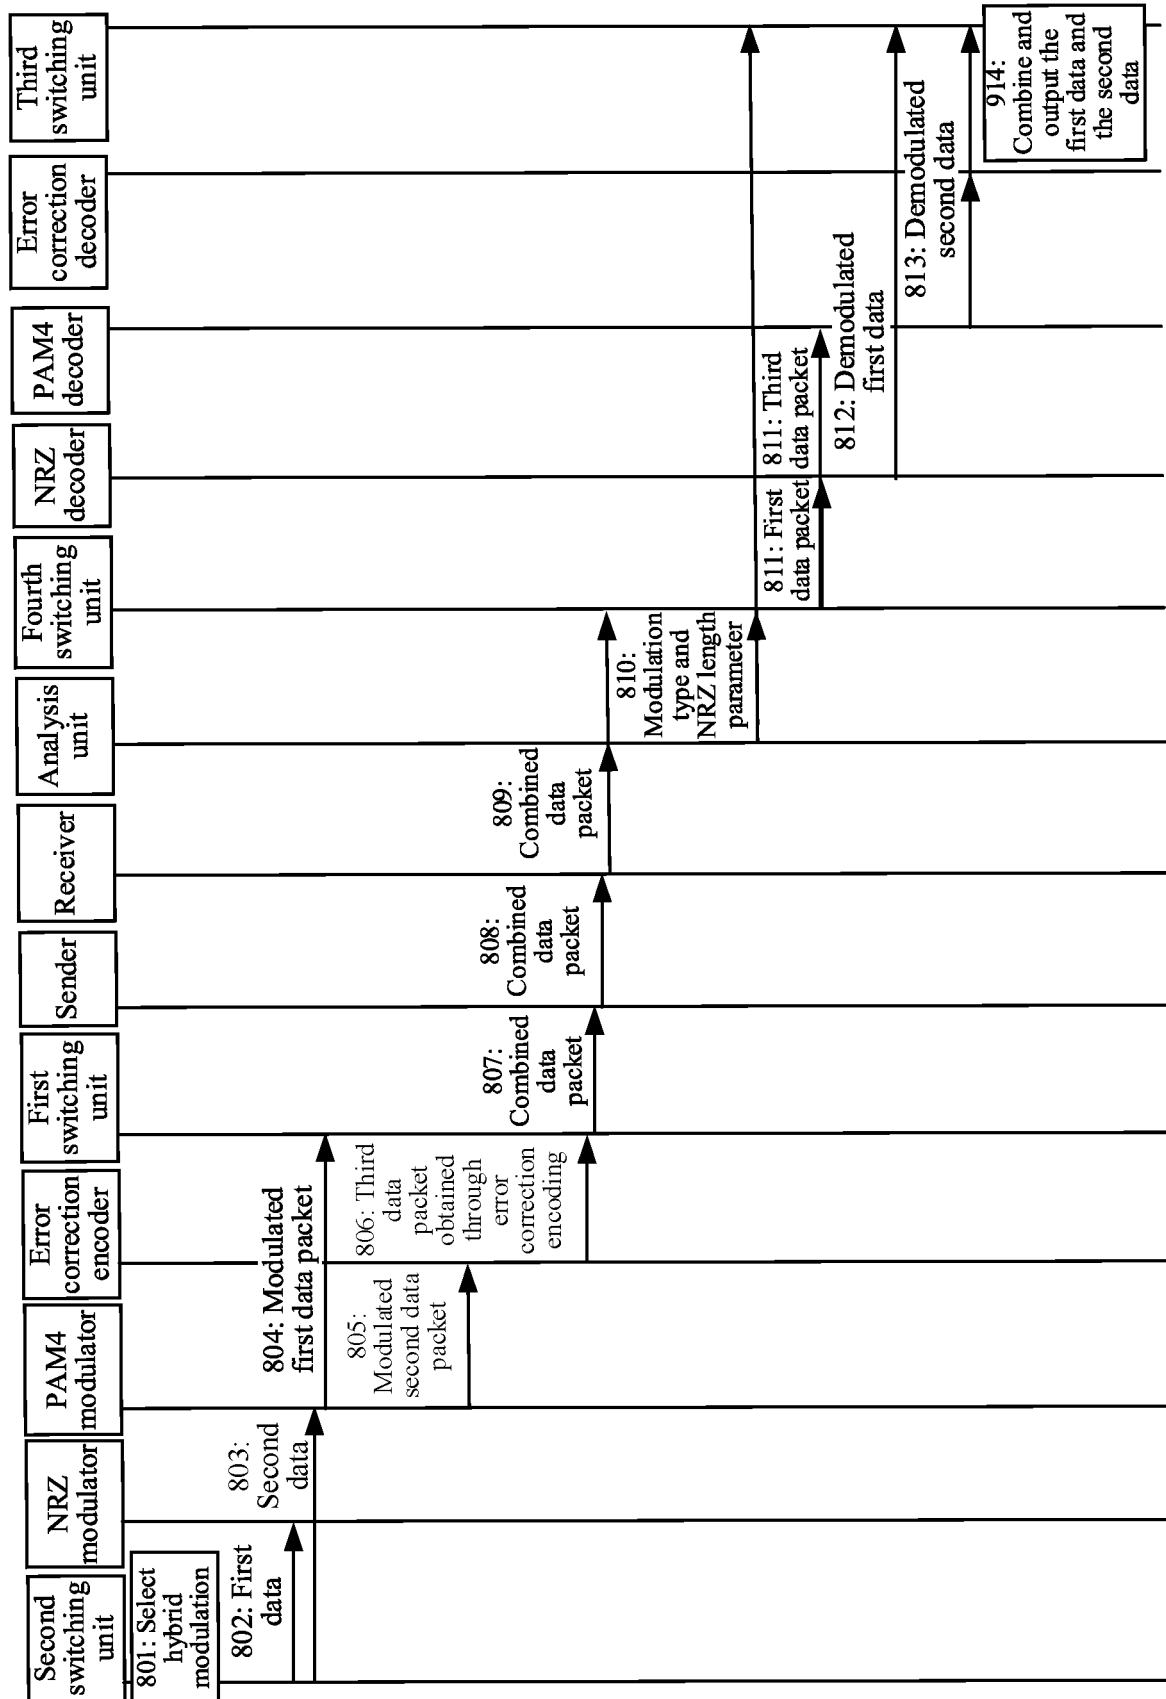 Second
switching
unit
NRZ
modulator
PAM4
modulator
Error
correction
encoder
First
switching
unit
Sender
Receiver
Analysis
unit
Fourth
switching
unit
NRZ
decoder
PAM4
decoder
Error
correction
decoder
Third
switching
unit
801: Select
hybrid
modulation
802: First
data
803:
Second
data
804: Modulated
first data packet
805:
Modulated
second data
packet
806: Third
data
packet
obtained
through
error
correction
encoding
807:
Combined
data
packet
808:
Combined
data
packet
809:
Combined
data
packet
810:
Modulation
type and
NRZ length
parameter
811: First
data packet
811: Third
data packet
812: Demodulated
first data
813: Demodulated
second data
914:
Combine and
output the
first data and
the second
data